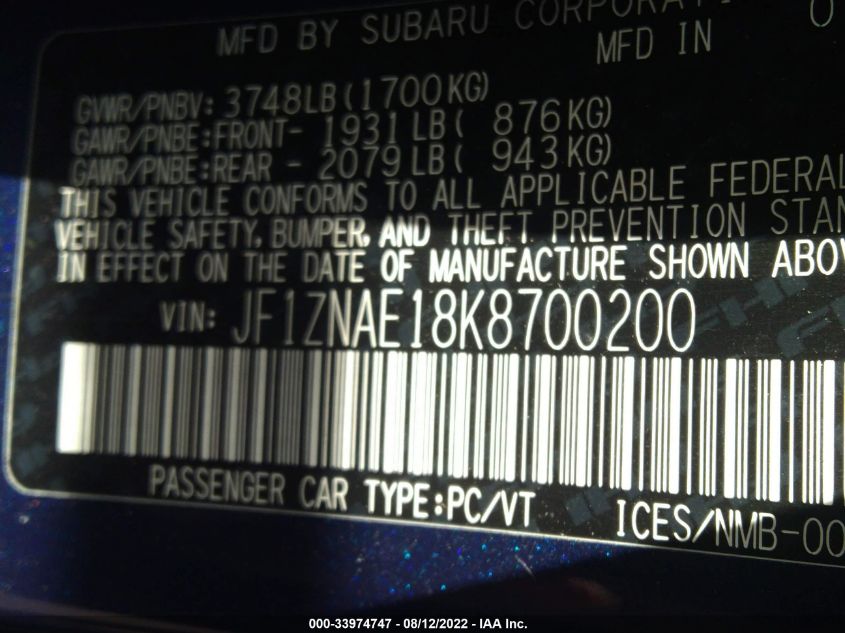 MFD BY SUBARU CORPORATI
MFD IN
GVWR/PNBV: 3748LB(1700KG)
GAWR/PNBE:FRONT- 1931LB( 876KG)
GAWR/PNBE:REAR - 2079LB( 943KG)
THIS VEHICLE CONFORMS TO ALL APPLICABLE FEDERAL
VEHICLE SAFETY, BUMPER, AND THEFT PREVENTION STAN
IN EFFECT ON THE DATE OF MANUFACTURE SHOWN ABOV
VIN: JF1ZNAE18K8700200
PASSENGER CAR TYPE:PC/VT
ICES/NMB-00
000-33974747 -- 08/12/2022 -- IAA Inc.